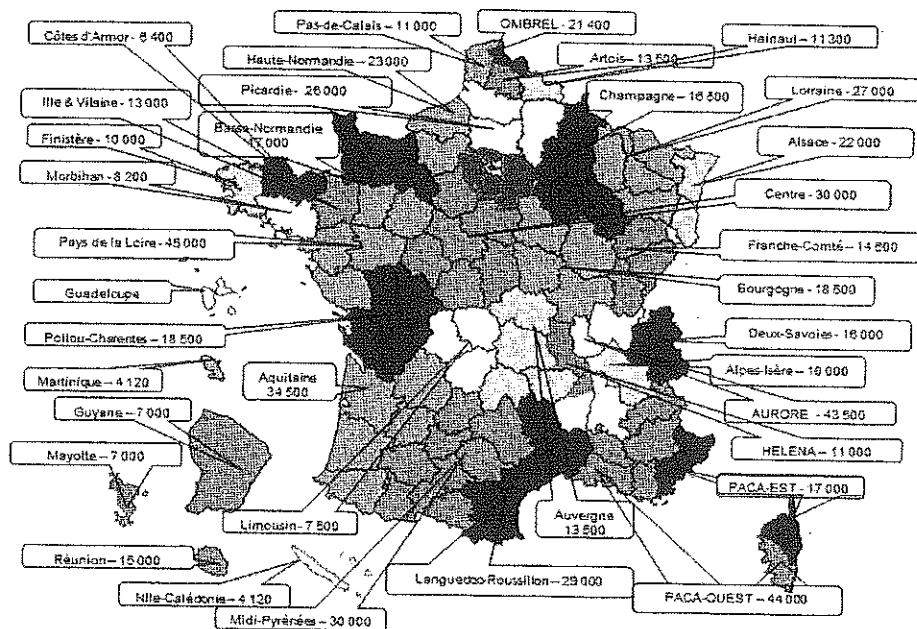 Pas-de-Calais - 11 000
OMBREL - 21 400
Côtes d'Armor - 6 400
Hainaut - 11 300
Haute-Normandie - 23 000
Artois - 13 500
Picardie - 26 000
Champagne - 16 500
Lorraine - 27 000
Ille & Vilaine - 13 000
Finistère - 10 000
Basse-Normandie
17 000
Alsace - 22 000
Morbihan - 8 200
Centre - 30 000
Pays de la Loire - 45 000
Franche-Comté - 14 500
Guadeloupe
Bourgogne - 18 500
Poitou-Charentes - 18 500
Deux-Savoies - 16 000
Martinique - 4 120
Aquitaine
34 500
Alpes-Isère - 10 000
Guyane - 7 000
AURORE - 43 500
Mayotte - 7 000
HELENA - 11 000
PACA-EST - 17 000
Limousin - 7 500
Auvergne
13 500
Réunion - 15 000
Languedoc-Roussillon - 29 000
Nlle-Calédonie - 4 120
PACA-OUEST - 44 000
Midi-Pyrénées - 30 000